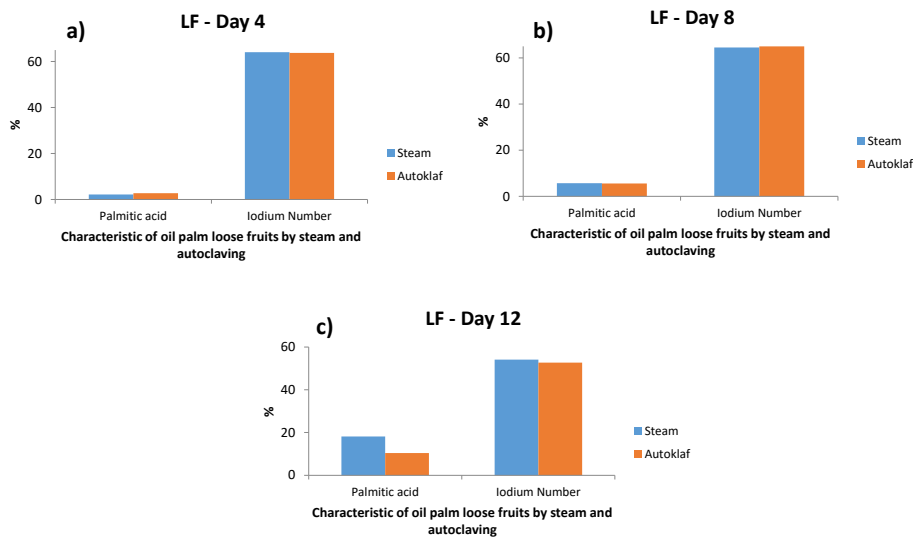 a)
LF - Day 4
60
40
20
0
%
Palmitic acid
Iodium Number
Steam
Autoklaf
Characteristic of oil palm loose fruits by steam and
autoclaving
b)
LF - Day 8
60
40
20
0
%
Palmitic acid
Iodium Number
Steam
Autoklaf
Characteristic of oil palm loose fruits by steam and
autoclaving
c)
LF - Day 12
60
40
20
0
%
Palmitic acid
Iodium Number
Steam
Autoklaf
Characteristic of oil palm loose fruits by steam and
autoclaving